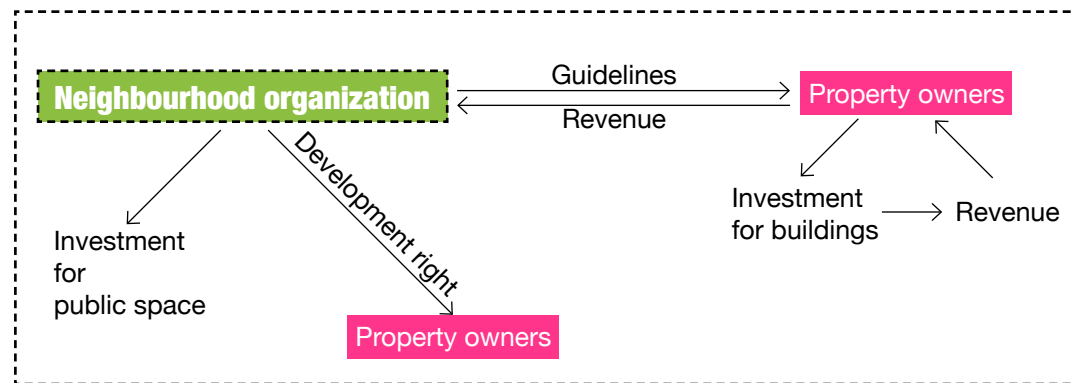 Guidelines
Neighbourhood organization
Property owners
Revenue
Development right
Investment
for buildings
Revenue
Investment
for
public space
Property owners